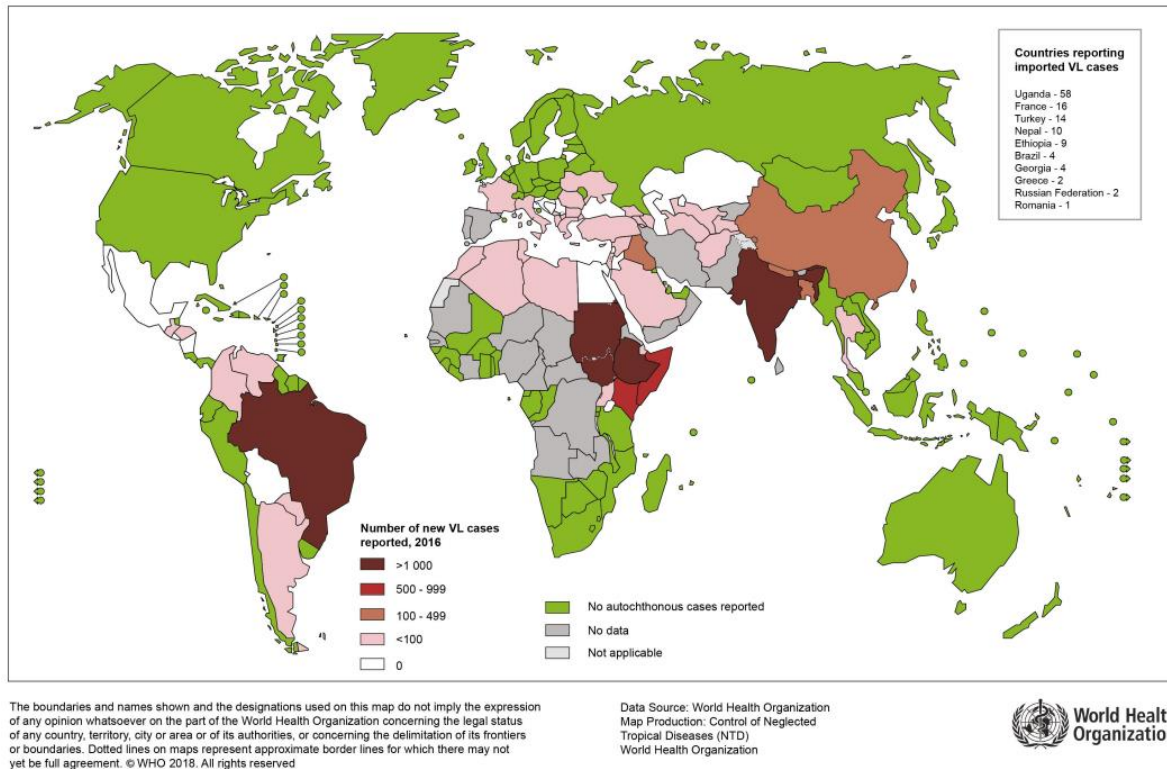 Countries reporting
imported VL cases
Uganda - 58
France - 16
Turkey - 14
Nepal - 10
Ethiopia - 9
Brazil - 4
Georgia - 4
Greece - 2
Russian Federation - 2
Romania - 1
Number of new VL cases
reported, 2016
>1 000
500 - 999
100 - 499
<100
0
No autochthonous cases reported
No data
Not applicable
The boundaries and names shown and the designations used on this map do not imply the expression
of any opinion whatsoever on the part of the World Health Organization concerning the legal status
of any country, territory, city or area or of its authorities, or concerning the delimitation of its frontiers
or boundaries. Dotted lines on maps represent approximate border lines for which there may not
yet be full agreement. © WHO 2018. All rights reserved
Data Source: World Health Organization
Map Production: Control of Neglected
Tropical Diseases (NTD)
World Health Organization
World Healt
Organizatio